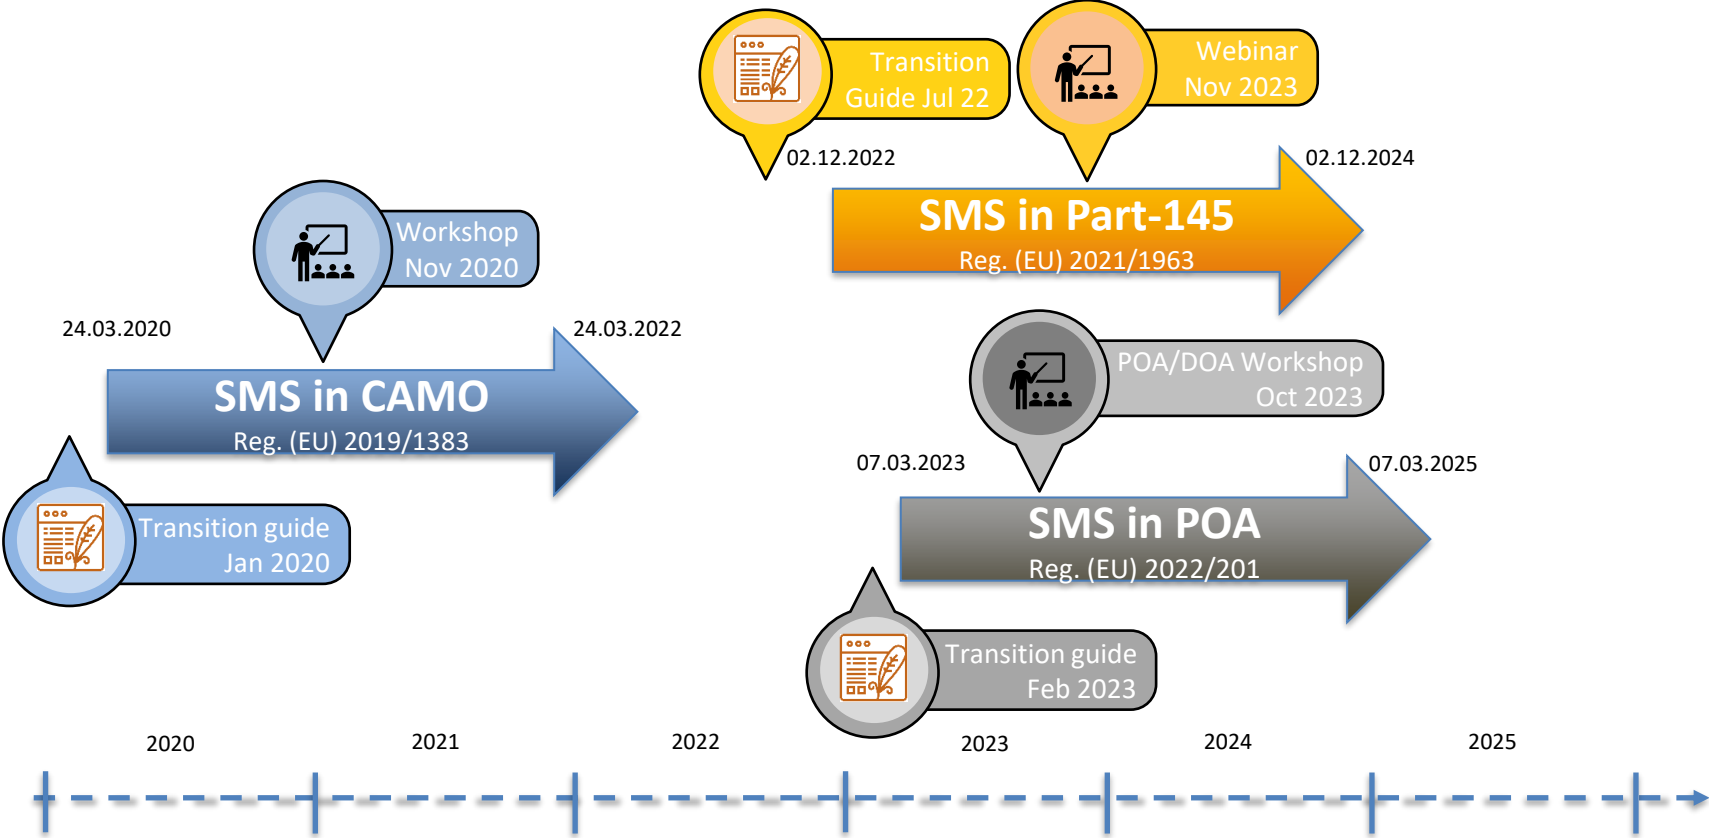 Transition
Guide Jul 22
Webinar
Nov 2023
02.12.2022
02.12.2024
SMS in Part-145
Reg. (EU) 2021/1963
Workshop
Nov 2020
24.03.2020
24.03.2022
SMS in CAMO
Reg. (EU) 2019/1383
POA/DOA Workshop
Oct 2023
07.03.2023
07.03.2025
SMS in POA
Reg. (EU) 2022/201
Transition guide
Jan 2020
Transition guide
Feb 2023
2020
2021
2022
2023
2024
2025